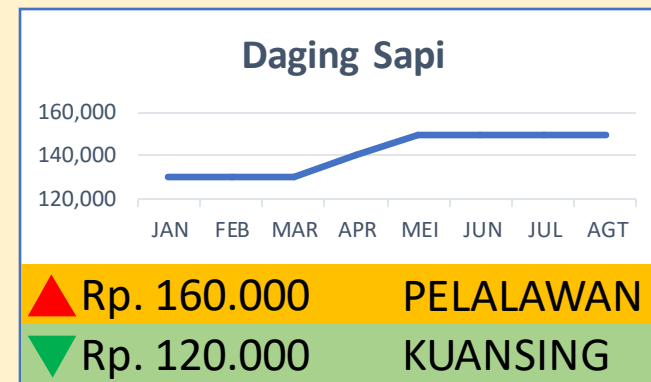 Daging Sapi
160,000
140,000
120,000
JAN FEB MAR APR MEI JUN JUL AGT
Rp. 160.000 PELALAWAN
Rp. 120.000 KUANSING